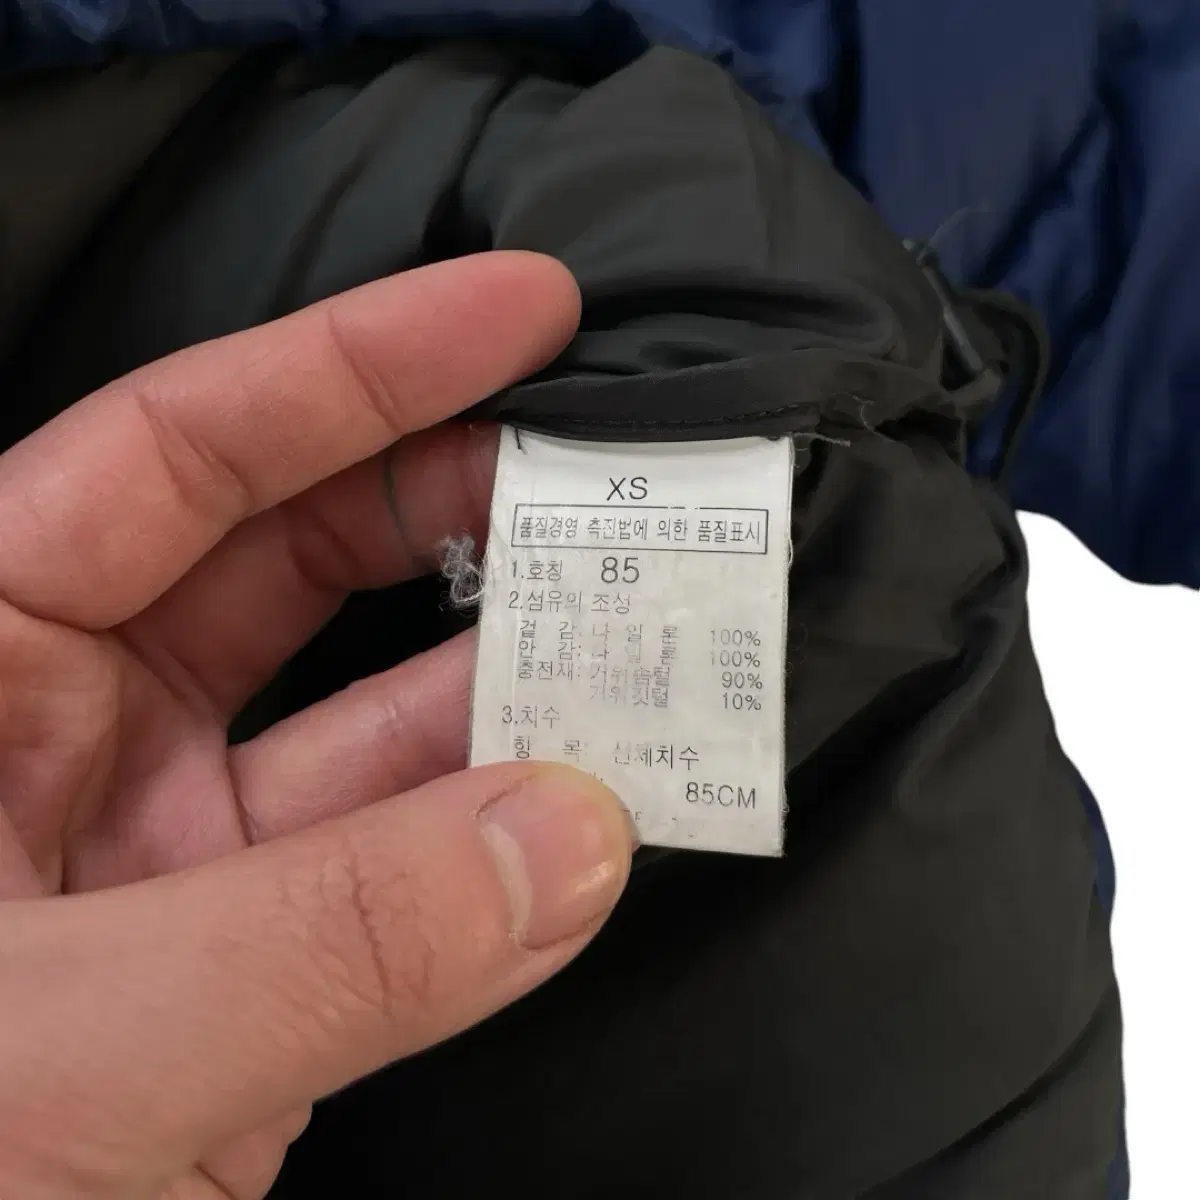 XS
품질경영 촉진법에 의한 품질표시
1.호칭 85
2.섬유의 조성
겉 감: 나 일 론 100%
안 감: 나 일 론 100%
충전재: 거위솜털 90%
거위깃털 10%
3.치수
항 목 신체치수
85CM